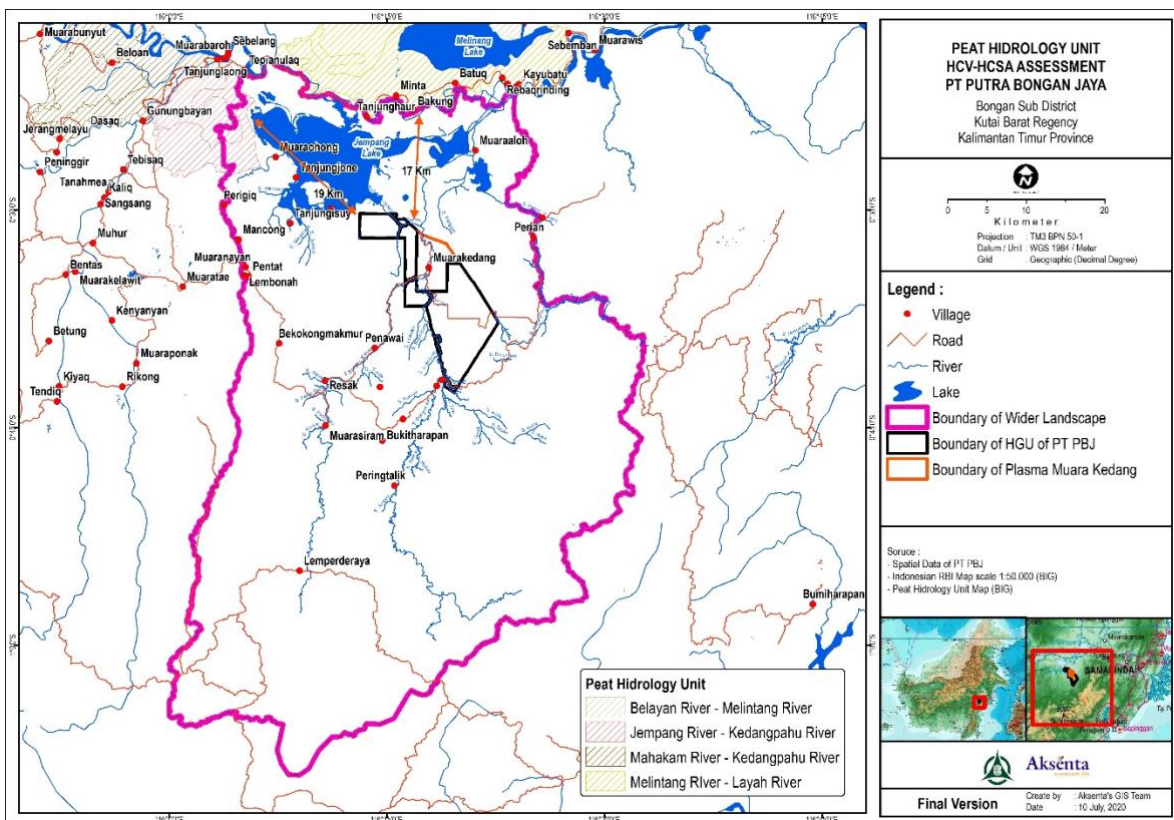 116°0'0"
116°15'0"
Muarabunyut
Beloan
Muarabaroh
Sebelang
Tepianulaq
Tanjunglaong
Melinang
Lake
Sebemban
Muarawis
Minta
Batuq
Kayubatu
Rebaqrinding
Tanjunghaur
Bakung
Gunungbayan
Dasaq
Jerangmelayu
Peninggir
Tebisaq
Tanahmea
Kaliq
Sangsang
Muhur
Bentas
Muarakelawit
Kenyanyan
Betung
Muaraponak
Kiyaq
Rikong
Tendiq
Jempang
Lake
Muaraohong
Tanjungjone
Muaraaloh
19 Km
17 Km
Tanjungisuy
Perigiq
Mancong
Muaranayan
Pentat
Lembonah
Muaratae
Perian
Muarakedang
Bekokongmakmur
Penawai
Resak
Muarasiram
Bukitharapan
Peringtalik
Lemperderaya
Bumiharapan
Peat Hidrology Unit
Belayan River - Melintang River
Jempang River - Kedangpahu River
Mahakam River - Kedangpahu River
Melintang River - Layah River
PEAT HIDROLOGY UNIT
HCV-HCSA ASSESSMENT
PT PUTRA BONGAN JAYA
Bongan Sub District
Kutai Barat Regency
Kalimantan Timur Province
0 5 10 20
Kilometer
Projection : TM3 BPN 50-1
Datum / Unit : WGS 1984 / Meter
Grid : Geographic (Decimal Degree)
Legend :
Village
Road
River
Lake
Boundary of Wider Landscape
Boundary of HGU of PT PBJ
Boundary of Plasma Muara Kedang
Soruce :
- Spatial Data of PT PBJ
- Indonesian RBI Map scale 1:50.000 (BIG)
- Peat Hidrology Unit Map (BIG)
SAMARINDA
Aksenta
Final Version
Create by : Aksenta's GIS Team
Date : 10 July, 2020